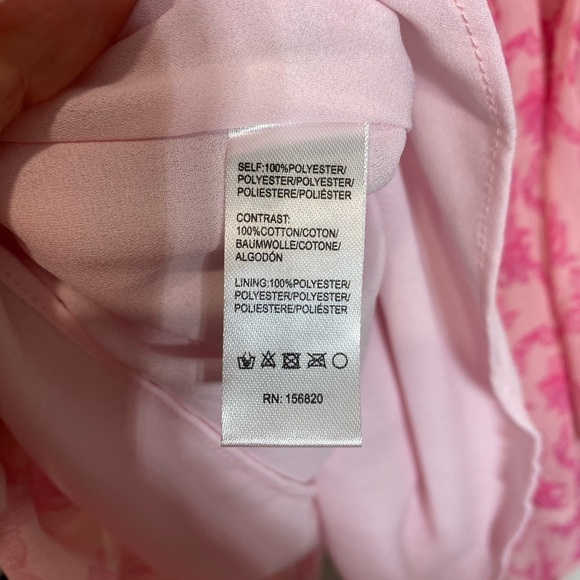 SELF:100%POLYESTER/
POLYESTER/POLYESTER/
POLIESTERE/POLIÉSTER
CONTRAST:
100%COTTON/COTON/
BAUMWOLLE/COTONE/
ALGODÓN
LINING:100%POLYESTER/
POLYESTER/POLYESTER/
POLIESTERE/POLIÉSTER
RN: 156820